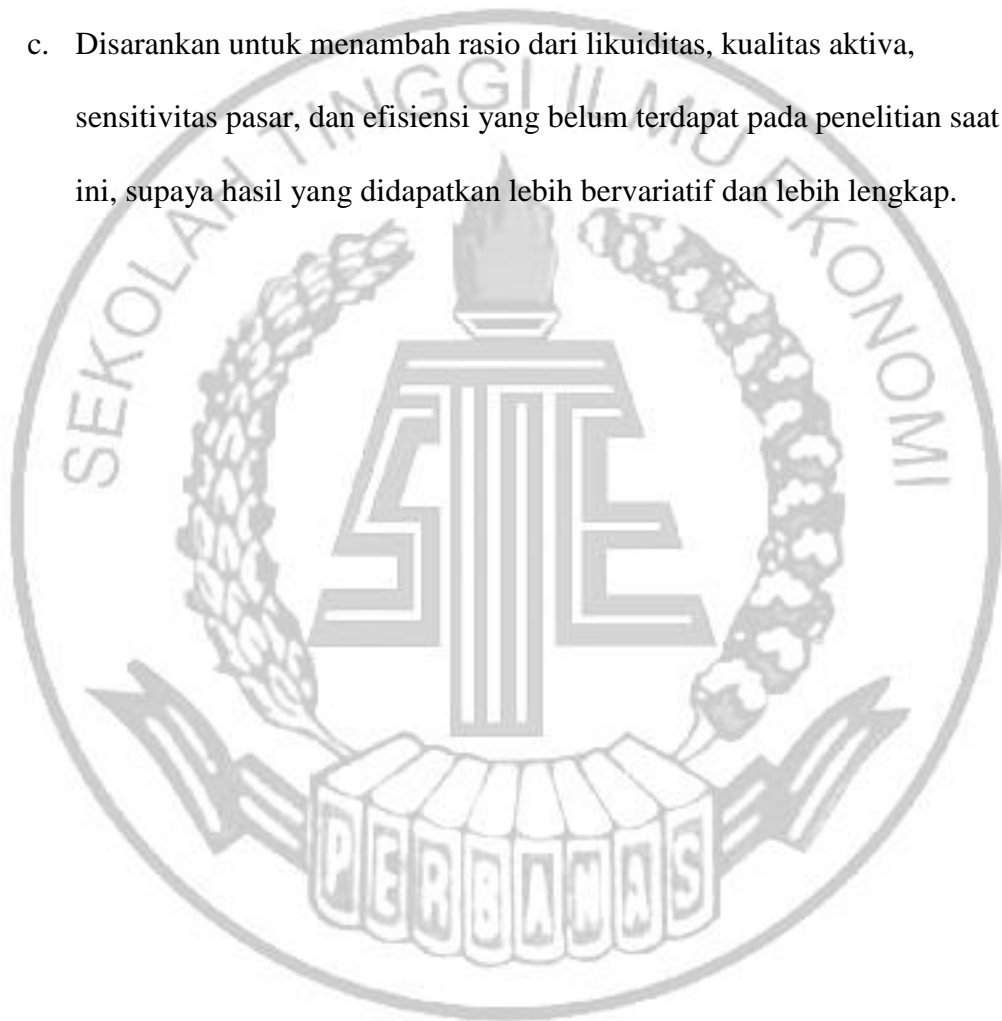 c. Disarankan untuk menambah rasio dari likuiditas, kualitas aktiva,
sensitivitas pasar, dan efisiensi yang belum terdapat pada penelitian saat
ini, supaya hasil yang didapatkan lebih bervariatif dan lebih lengkap.
SEKOLAH TINGGI ILMU EKONOMI
STIE
PERBANAS